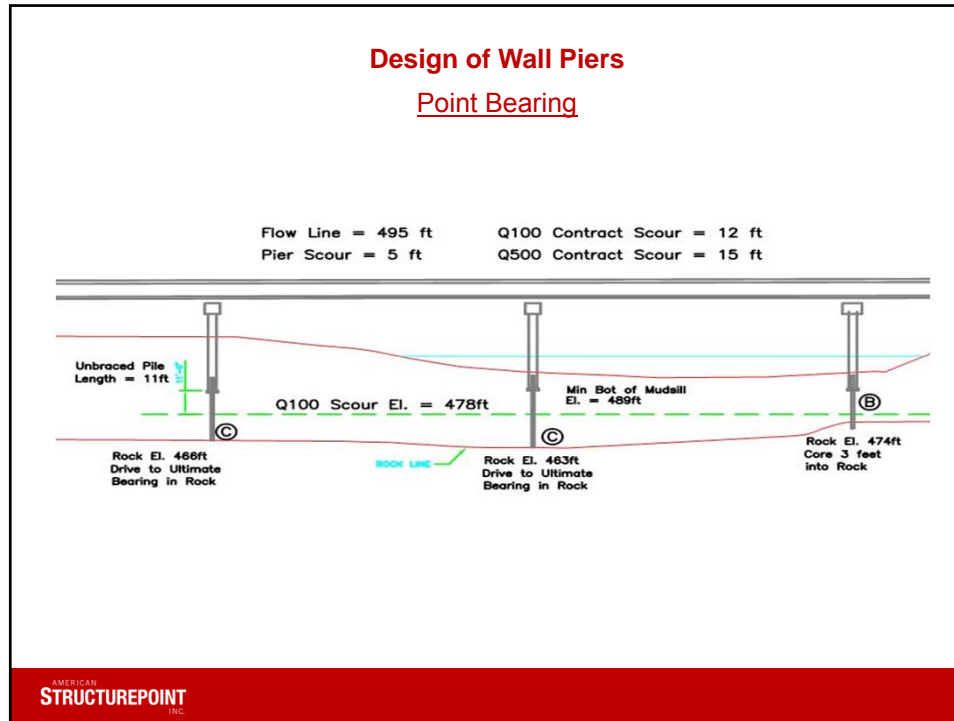 Design of Wall Piers
Point Bearing
Flow Line = 495 ft
Q100 Contract Scour = 12 ft
Pier Scour = 5 ft
Q500 Contract Scour = 15 ft
Unbraced Pile
Length = 11ft
11'-0"
Q100 Scour El. = 478ft
Min Bot of Mudsill
El. = 489ft
B
C
C
Rock El. 466ft
Drive to Ultimate
Bearing in Rock
ROCK LINE
Rock El. 463ft
Drive to Ultimate
Bearing in Rock
Rock El. 474ft
Core 3 feet
into Rock
AMERICAN
STRUCTUREPOINT
INC.